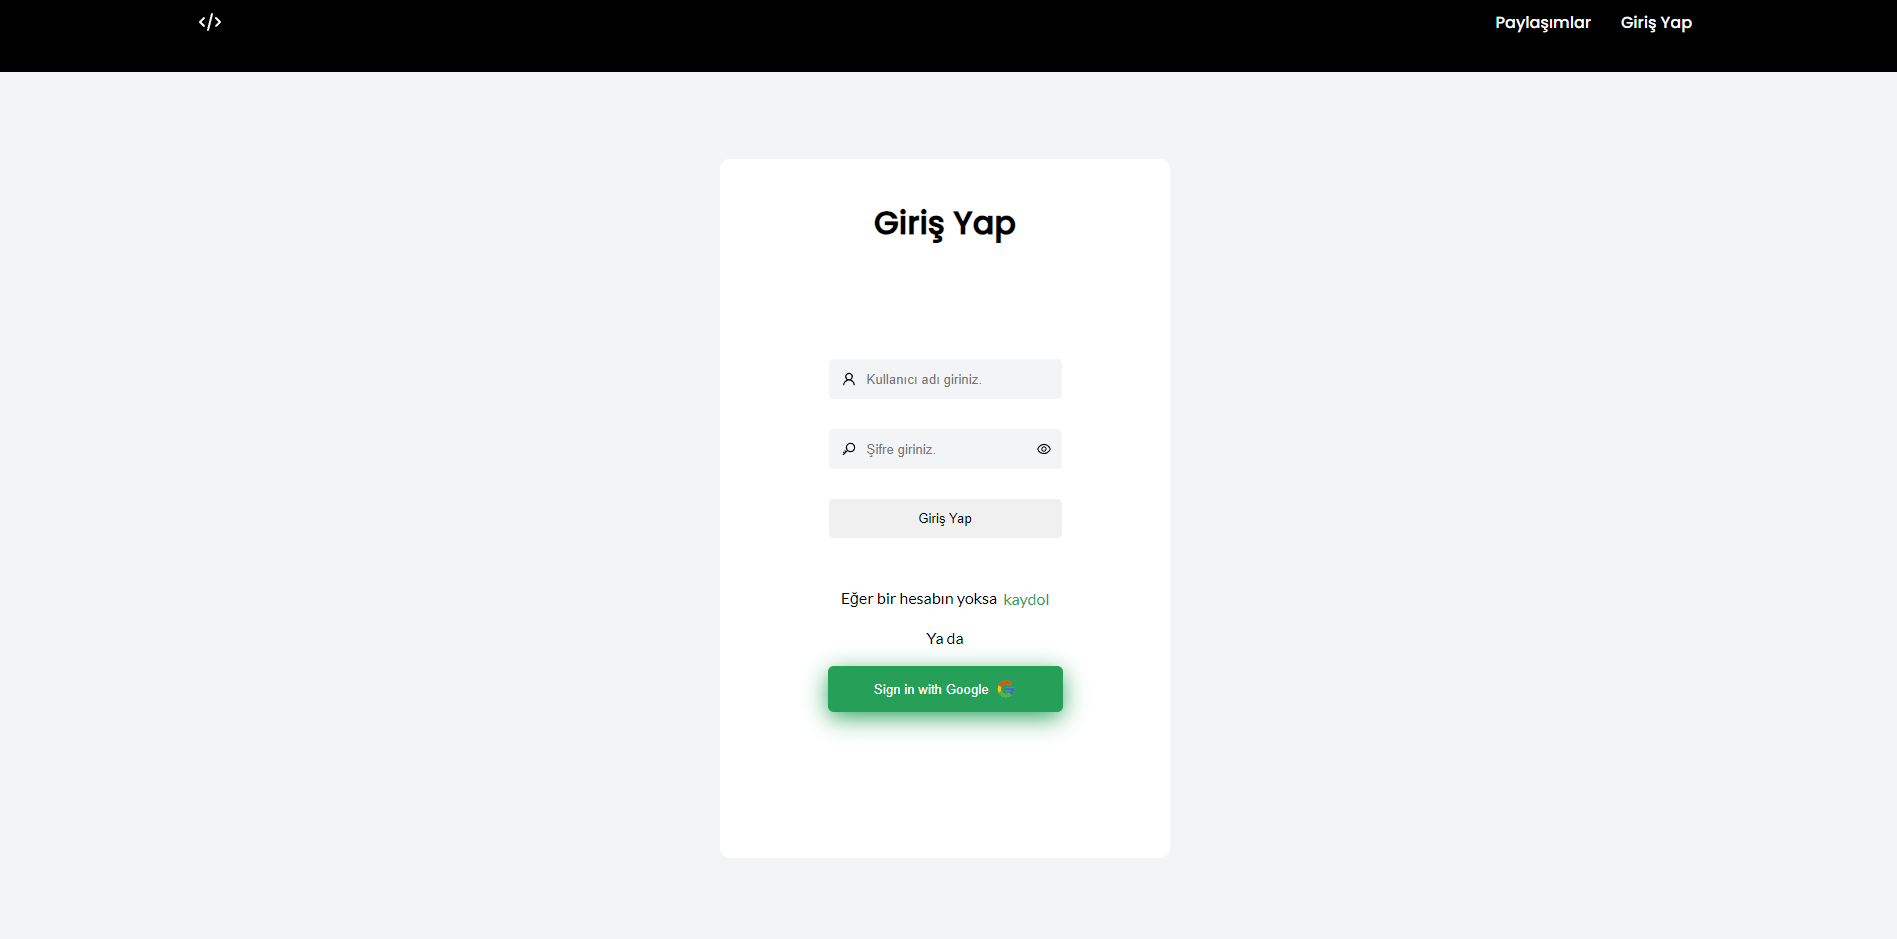 </>
Paylaşımlar Giriş Yap
Giriş Yap
Kullanıcı adı giriniz.
Şifre giriniz.
Giriş Yap
Eğer bir hesabın yoksa kaydol
Ya da
Sign in with Google